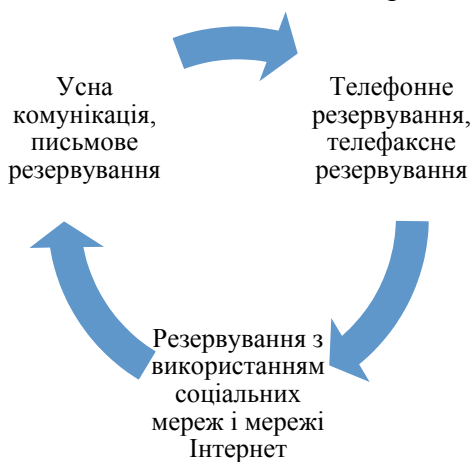 Усна
комунікація,
письмове
резервування
Телефонне
резервування,
телефаксне
резервування
Резервування з
використанням
соціальних
мереж і мережі
Інтернет